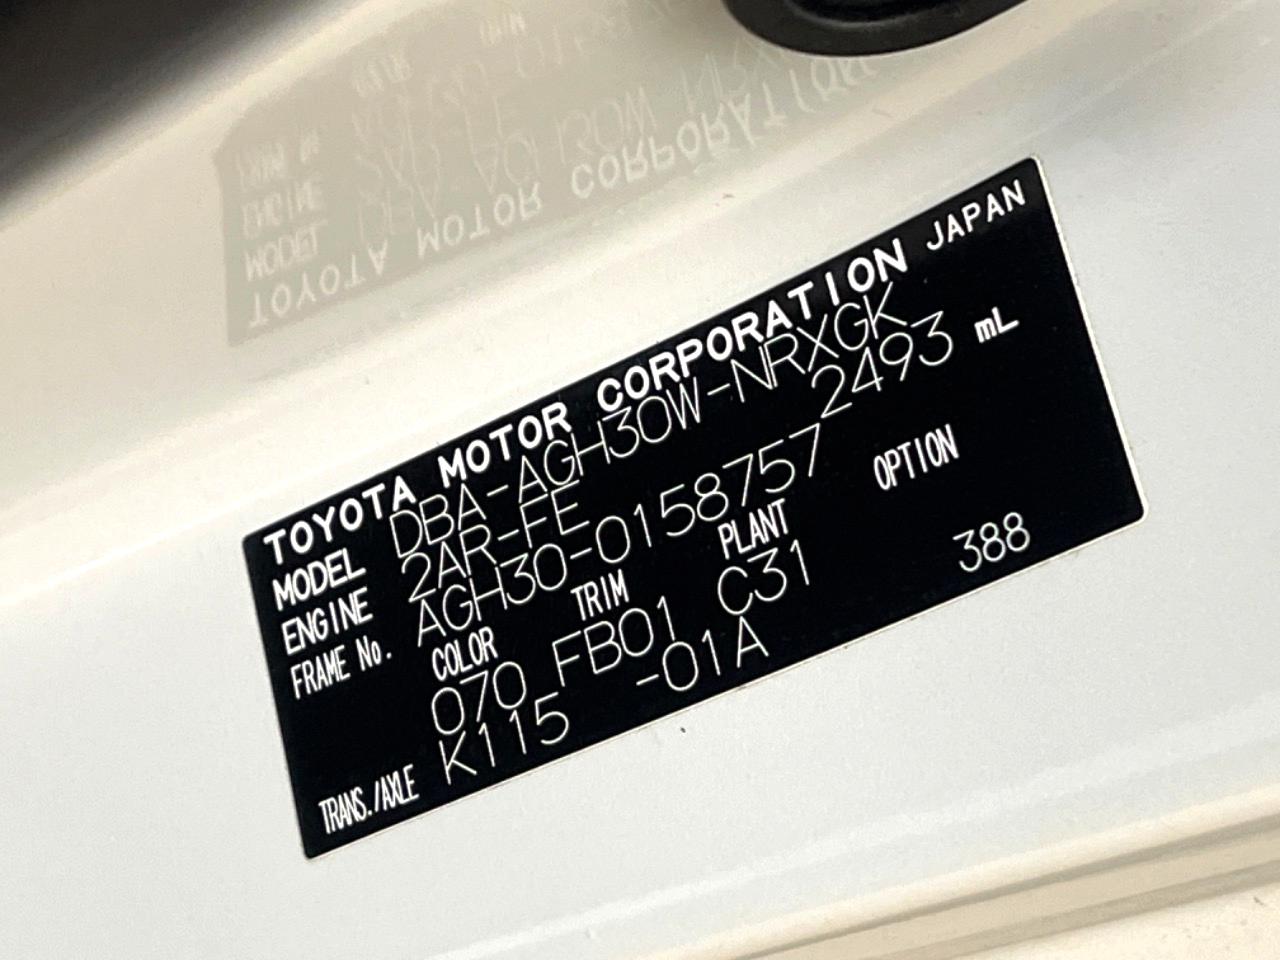 TOYOTA MOTOR CORPORATION JAPAN
MODEL DBA-AGH30W-NRXGK
ENGINE 2AR-FE 2493 mL
FRAME No. AGH30-0158757
COLOR TRIM PLANT OPTION
070 FB01 C31 388
TRANS./AXLE K115 -01A